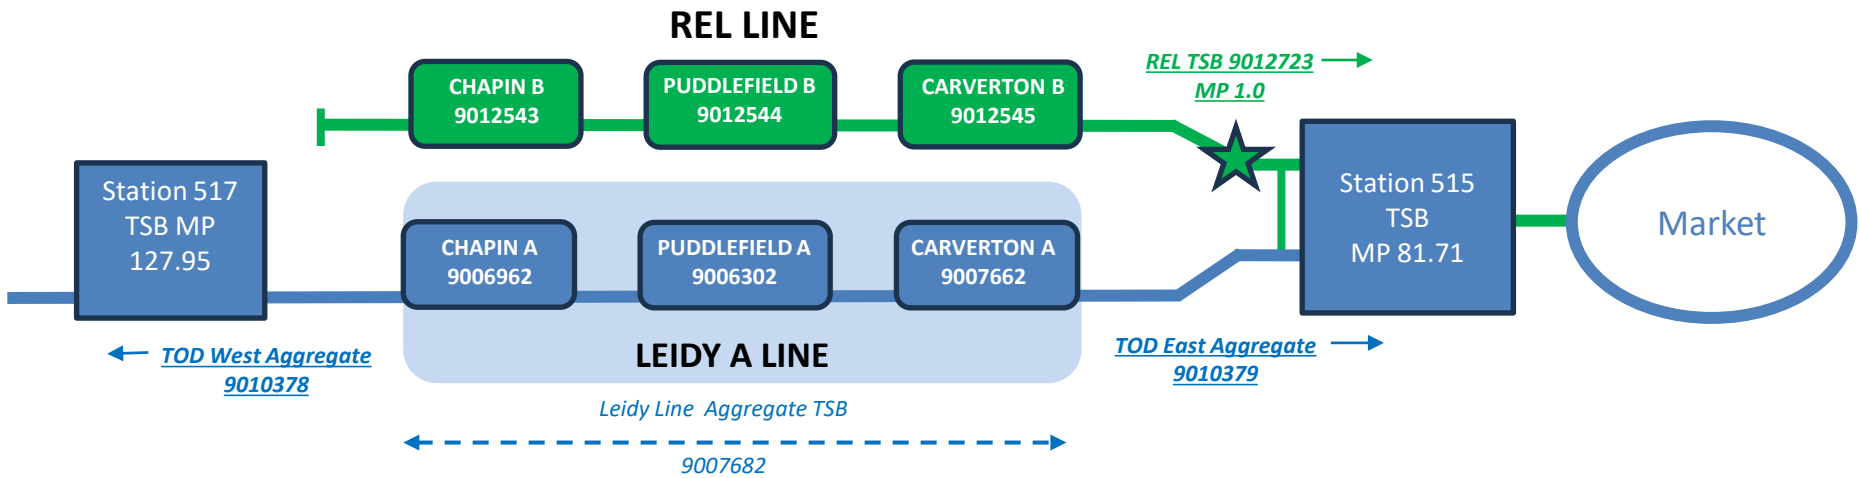 REL LINE
CHAPIN B
9012543
PUDDLEFIELD B
9012544
CARVERTON B
9012545
REL TSB 9012723
MP 1.0
Station 517
TSB MP
127.95
CHAPIN A
9006962
PUDDLEFIELD A
9006302
CARVERTON A
9007662
Station 515
TSB
MP 81.71
Market
TOD West Aggregate
9010378
LEIDY A LINE
TOD East Aggregate
9010379
Leidy Line Aggregate TSB
9007682